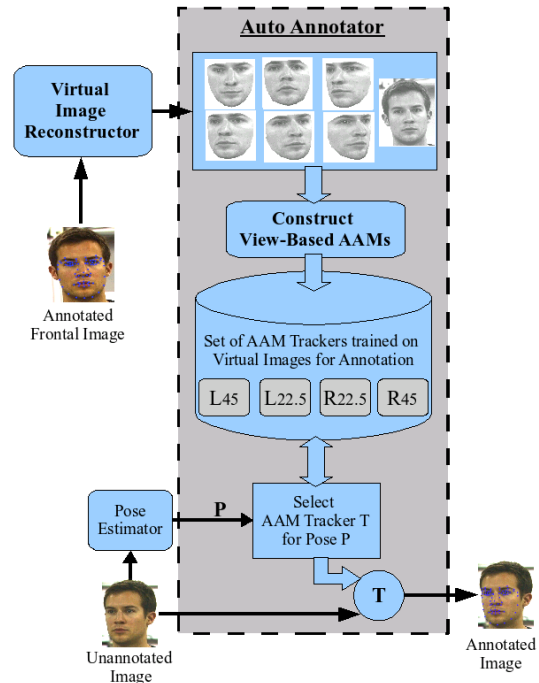 Auto Annotator
Virtual
Image
Reconstructor
Construct
View-Based AAMs
Annotated
Frontal Image
Set of AAM Trackers trained on
Virtual Images for Annotation
L45
L22.5
R22.5
R45
Pose
Estimator
P
Select
AAM Tracker T
for Pose P
T
Unannotated
Image
Annotated
Image